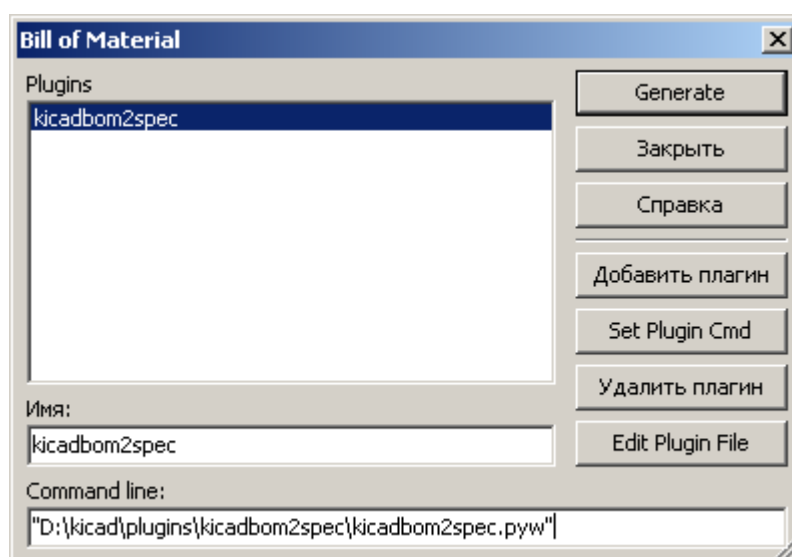 Bill of Material
Plugins
kicadbom2spec
Generate
Закрыть
Справка
Добавить плагин
Set Plugin Cmd
Удалить плагин
Edit Plugin File
Имя:
kicadbom2spec
Command line:
"D:\kicad\plugins\kicadbom2spec\kicadbom2spec.pyw"